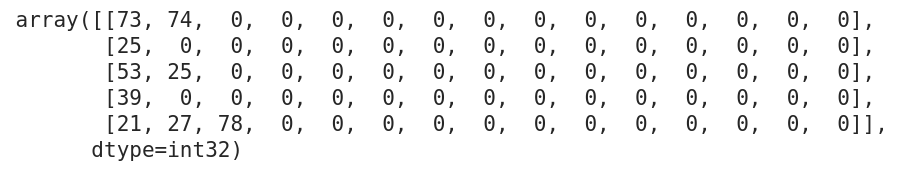 array([[73, 74,  0,  0,  0,  0,  0,  0,  0,  0,  0,  0,  0,  0,  0],
       [25,  0,  0,  0,  0,  0,  0,  0,  0,  0,  0,  0,  0,  0,  0],
       [53, 25,  0,  0,  0,  0,  0,  0,  0,  0,  0,  0,  0,  0,  0],
       [39,  0,  0,  0,  0,  0,  0,  0,  0,  0,  0,  0,  0,  0,  0],
       [21, 27, 78,  0,  0,  0,  0,  0,  0,  0,  0,  0,  0,  0,  0]],
      dtype=int32)